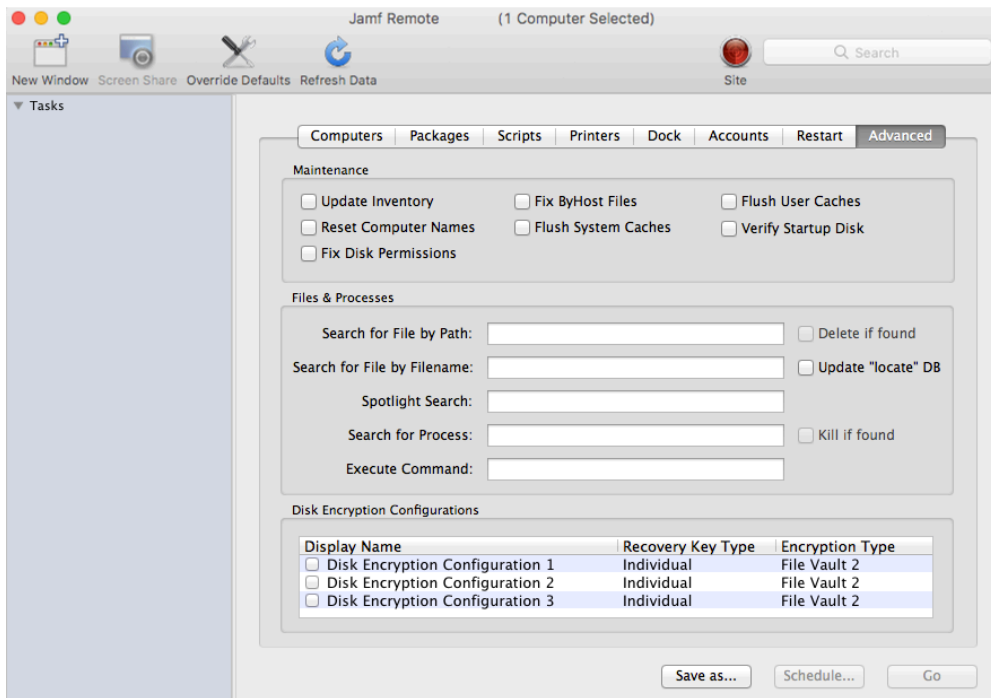 Jamf Remote (1 Computer Selected)
New Window Screen Share Override Defaults Refresh Data Site Search
Tasks
Computers Packages Scripts Printers Dock Accounts Restart Advanced
Maintenance
Update Inventory Fix ByHost Files Flush User Caches
Reset Computer Names Flush System Caches Verify Startup Disk
Fix Disk Permissions
Files & Processes
Search for File by Path: Delete if found
Search for File by Filename: Update "locate" DB
Spotlight Search:
Search for Process: Kill if found
Execute Command:
Disk Encryption Configurations
Display Name Recovery Key Type Encryption Type
Disk Encryption Configuration 1 Individual File Vault 2
Disk Encryption Configuration 2 Individual File Vault 2
Disk Encryption Configuration 3 Individual File Vault 2
Save as... Schedule... Go